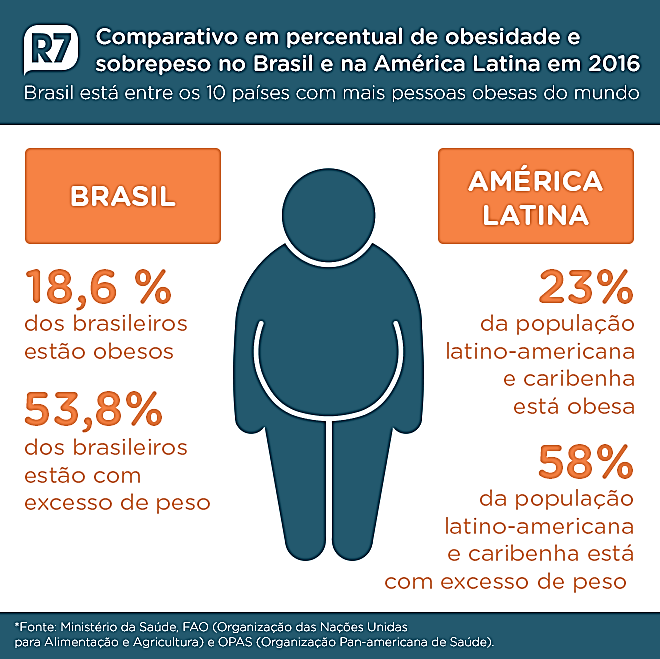 R7
Comparativo em percentual de obesidade e
sobrepeso no Brasil e na América Latina em 2016
Brasil está entre os 10 países com mais pessoas obesas do mundo
BRASIL
18,6 %
dos brasileiros
estão obesos
53,8%
dos brasileiros
estão com
excesso de peso
AMÉRICA
LATINA
23%
da população
latino-americana
e caribenha
está obesa
58%
da população
latino-americana
e caribenha está
com excesso de peso
*Fonte: Ministério da Saúde, FAO (Organização das Nações Unidas
para Alimentação e Agricultura) e OPAS (Organização Pan-americana de Saúde).